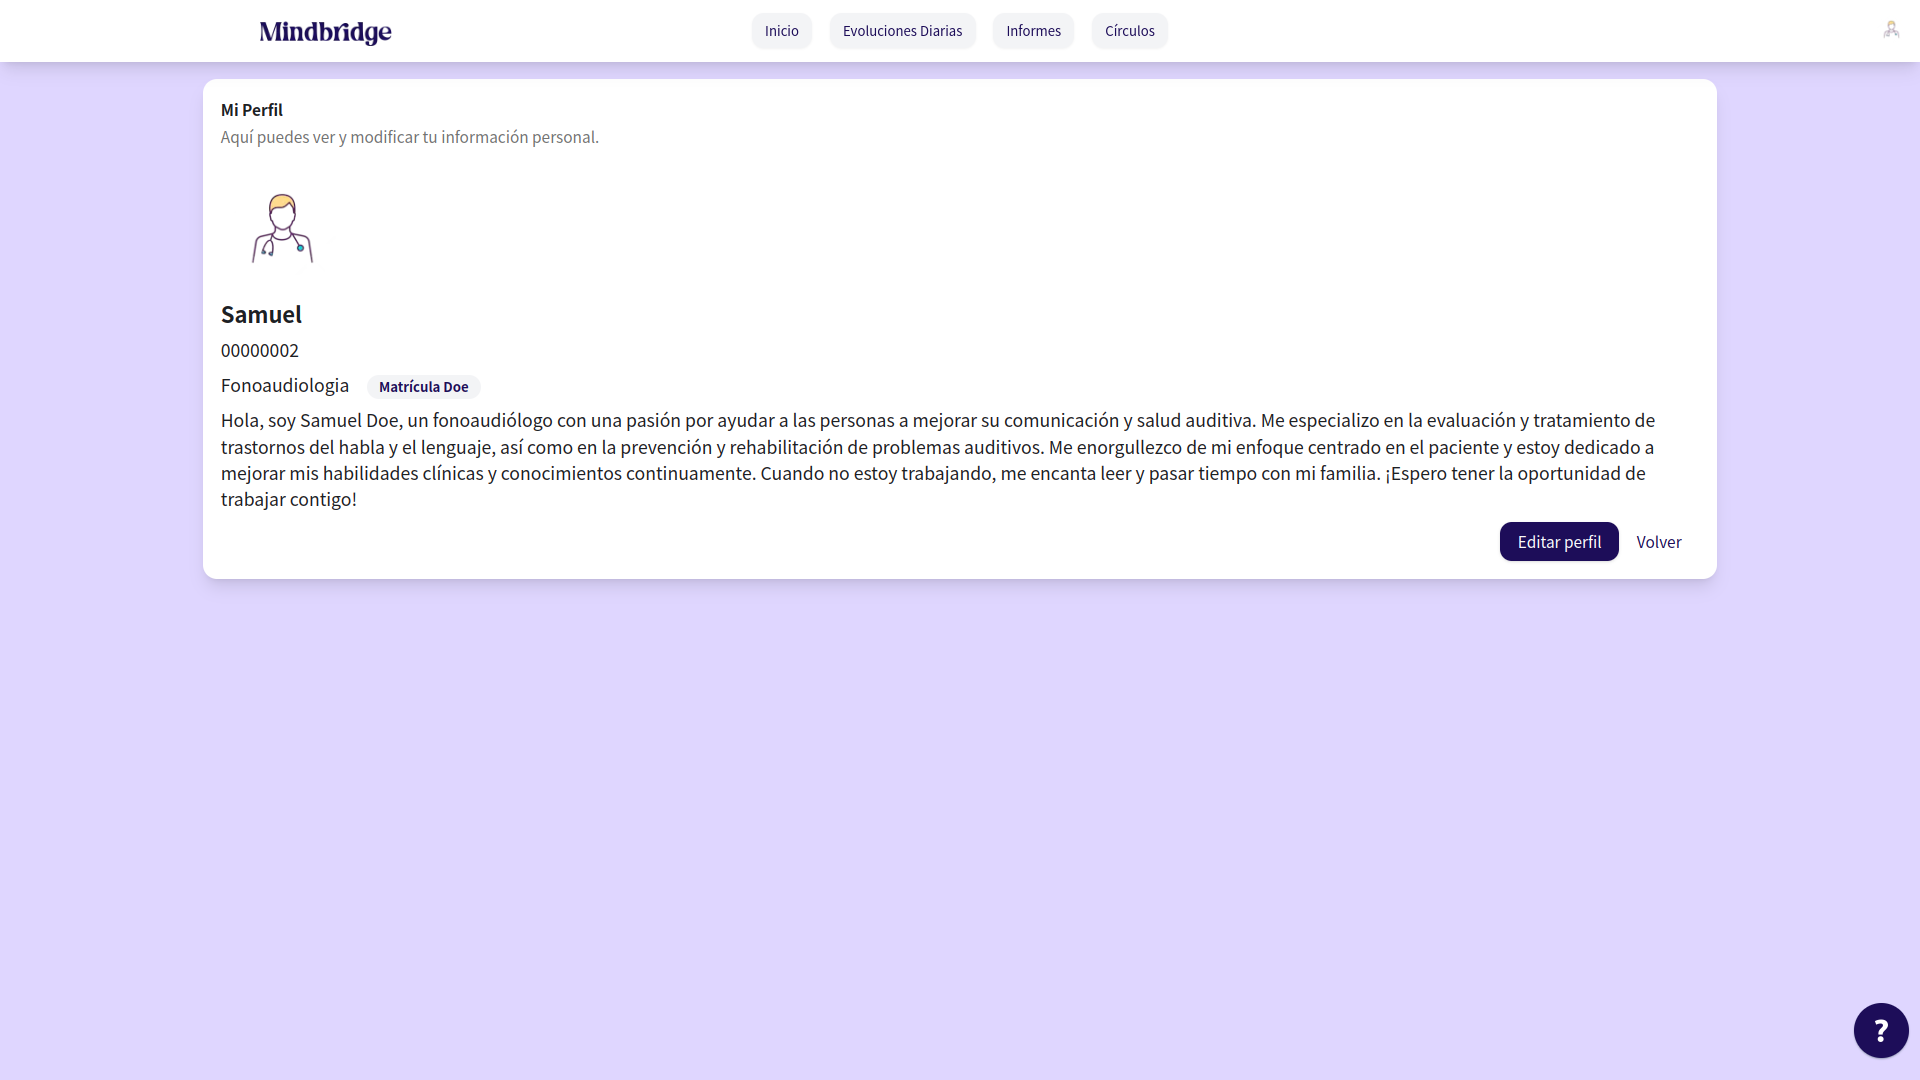 Mindbridge
Inicio
Evoluciones Diarias
Informes
Círculos
Mi Perfil
Aquí puedes ver y modificar tu información personal.
Samuel
00000002
Fonoaudiologia
Matrícula Doe
Hola, soy Samuel Doe, un fonoaudiólogo con una pasión por ayudar a las personas a mejorar su comunicación y salud auditiva. Me especializo en la evaluación y tratamiento de
trastornos del habla y el lenguaje, así como en la prevención y rehabilitación de problemas auditivos. Me enorgullezco de mi enfoque centrado en el paciente y estoy dedicado a
mejorar mis habilidades clínicas y conocimientos continuamente. Cuando no estoy trabajando, me encanta leer y pasar tiempo con mi familia. ¡Espero tener la oportunidad de
trabajar contigo!
Editar perfil
Volver
?